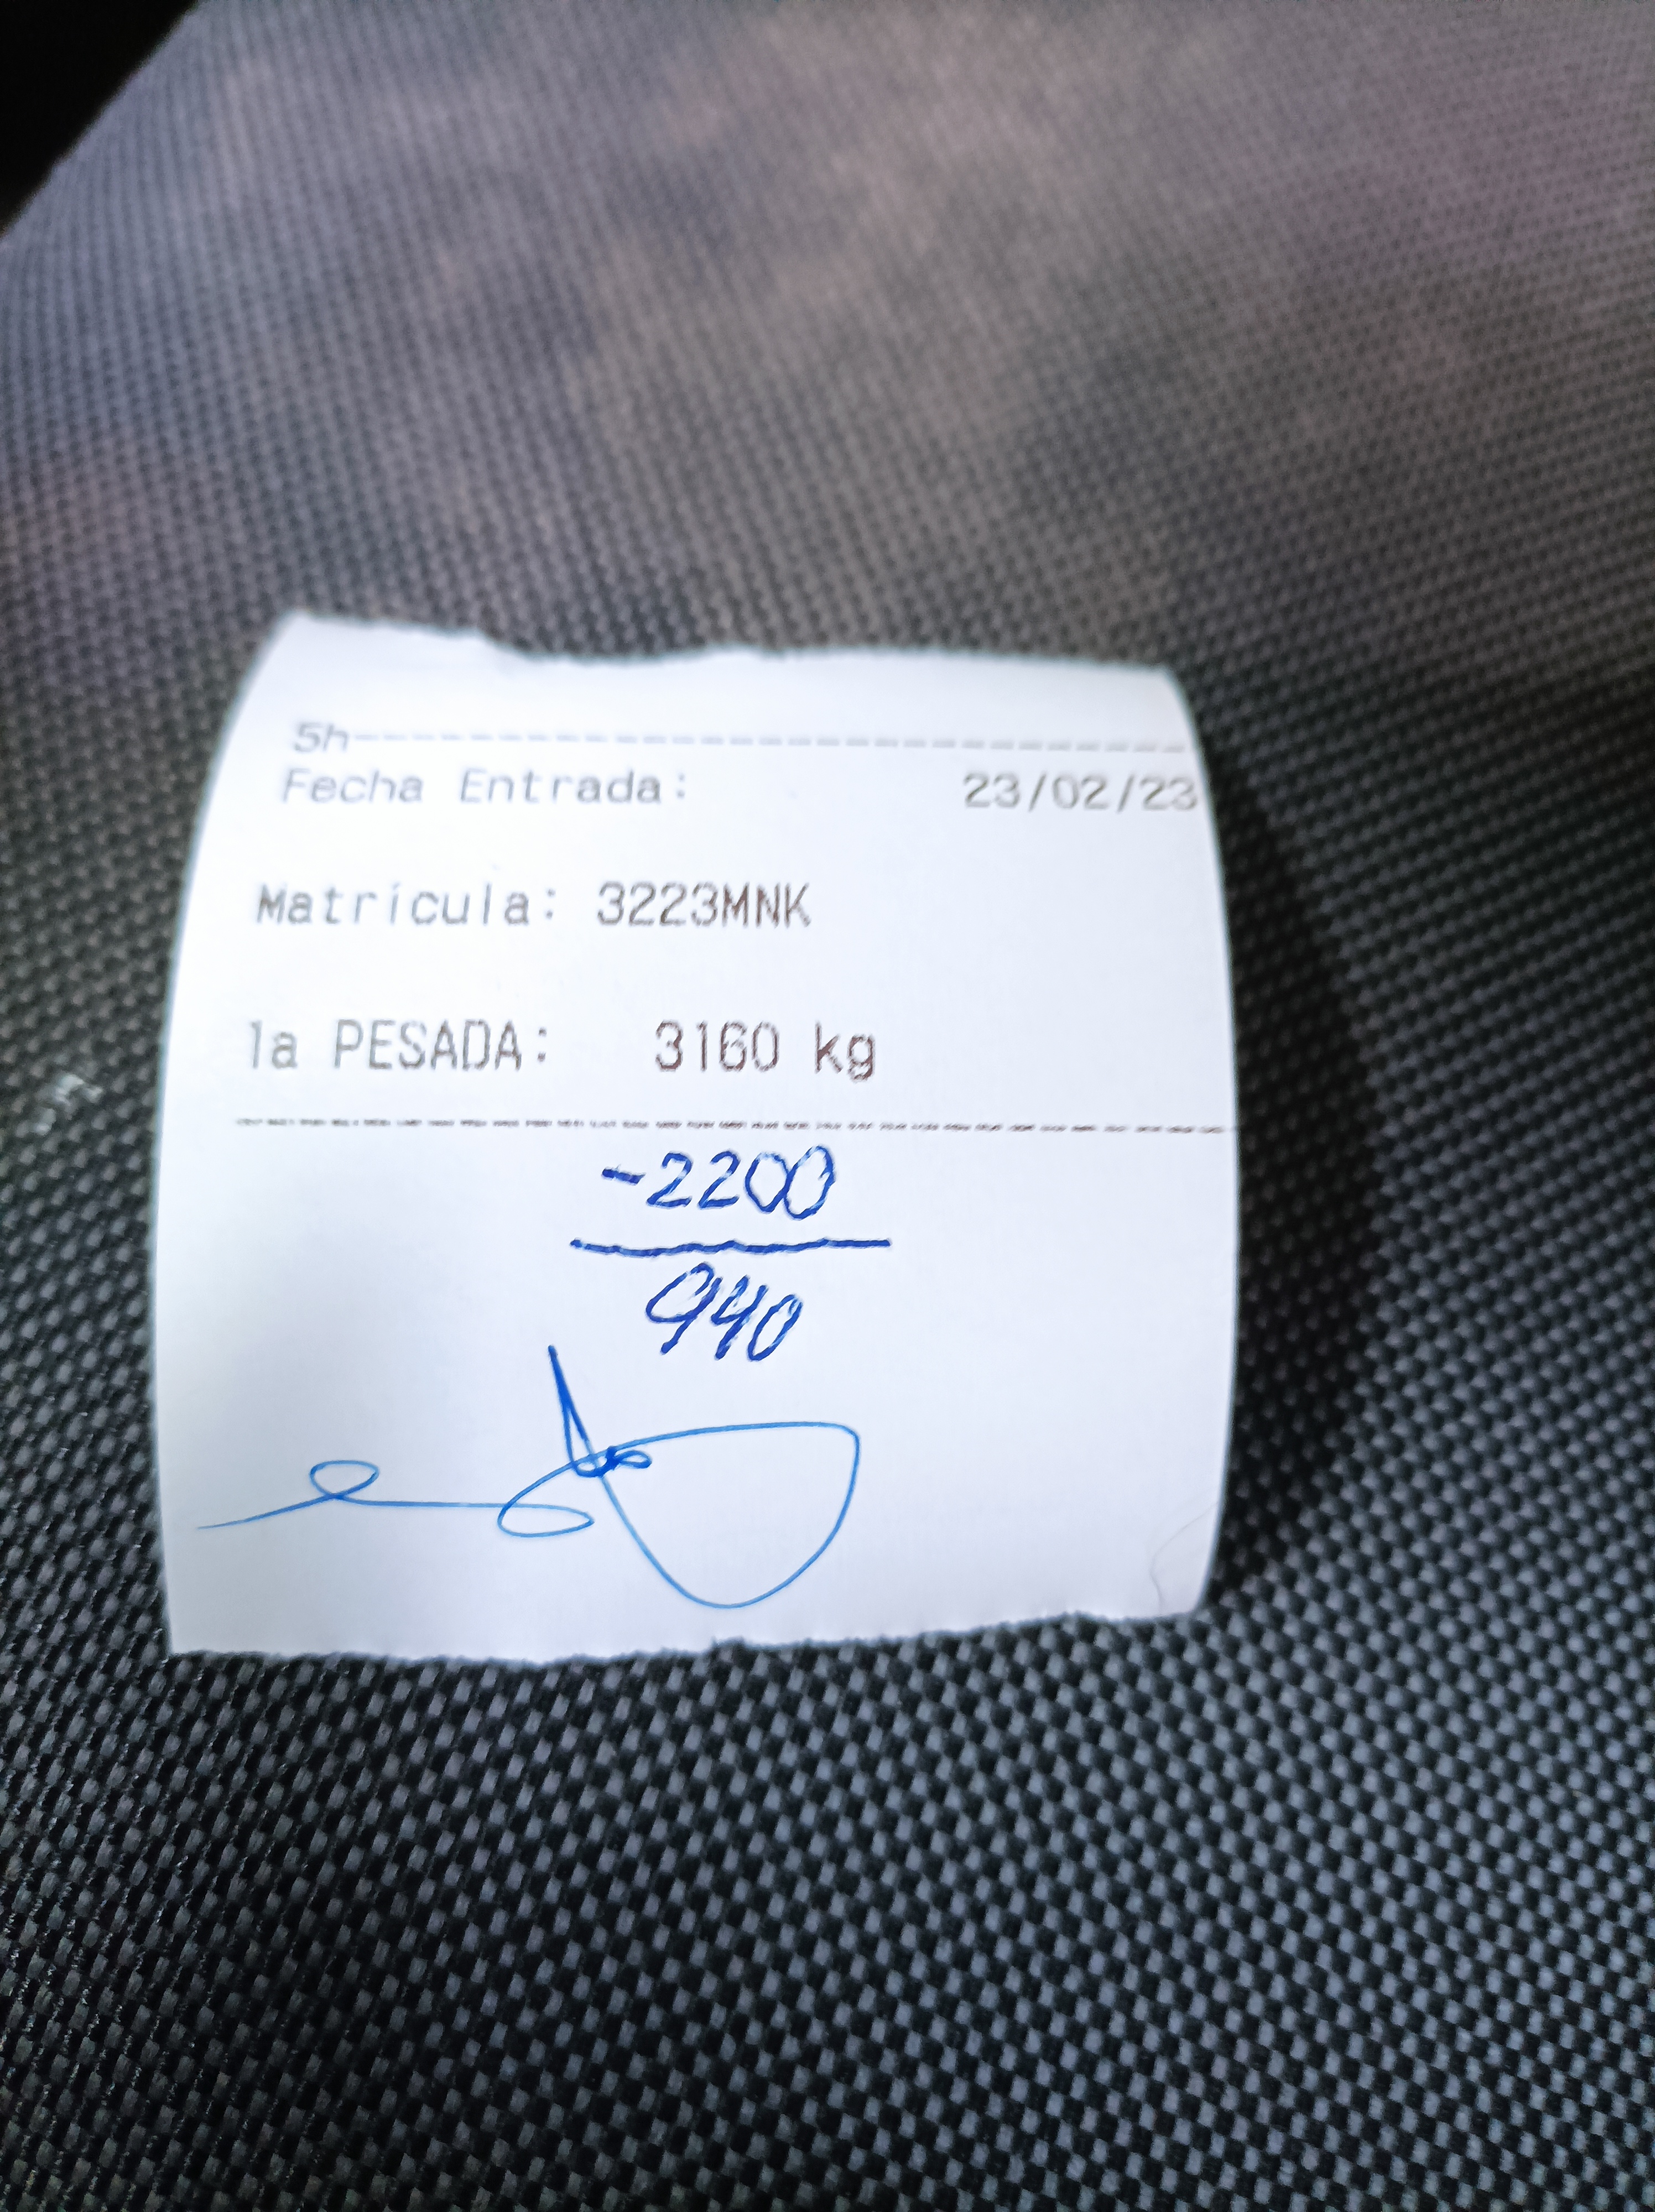 5h--------------------------------
Fecha Entrada: 23/02/23
Matrícula: 3223MNK
1a PESADA: 3160 kg
-2200
940